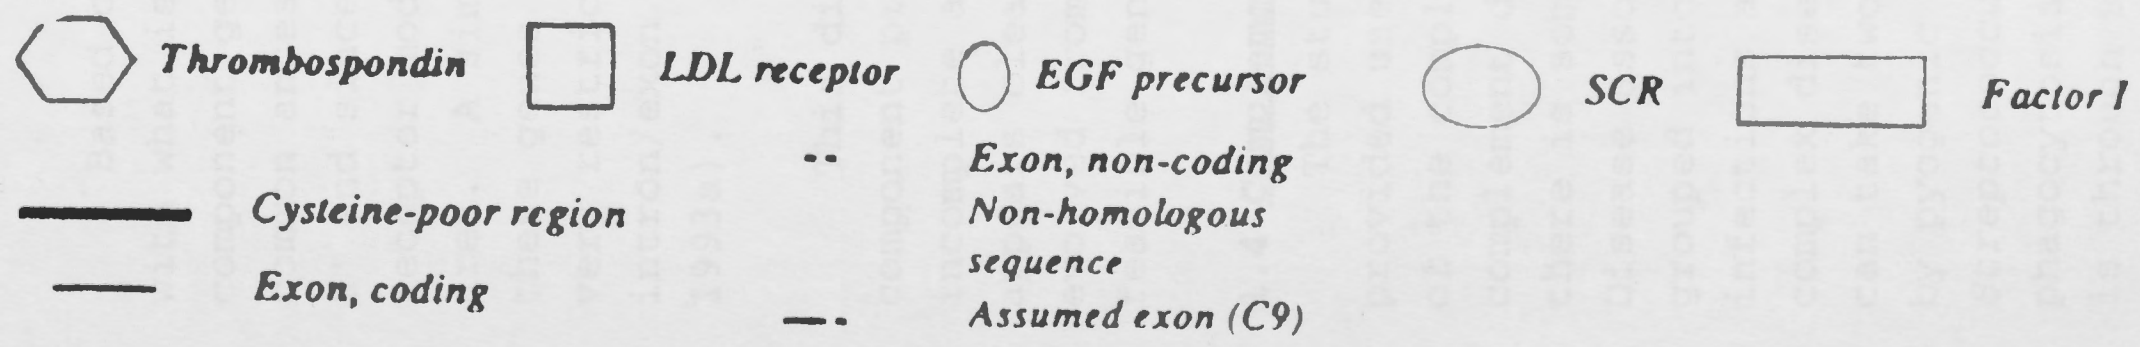 Thrombospondin LDL receptor EGF precursor SCR Factor I
Exon, non-coding
Cysteine-poor region Non-homologous
sequence
Exon, coding
Assumed exon (C9)